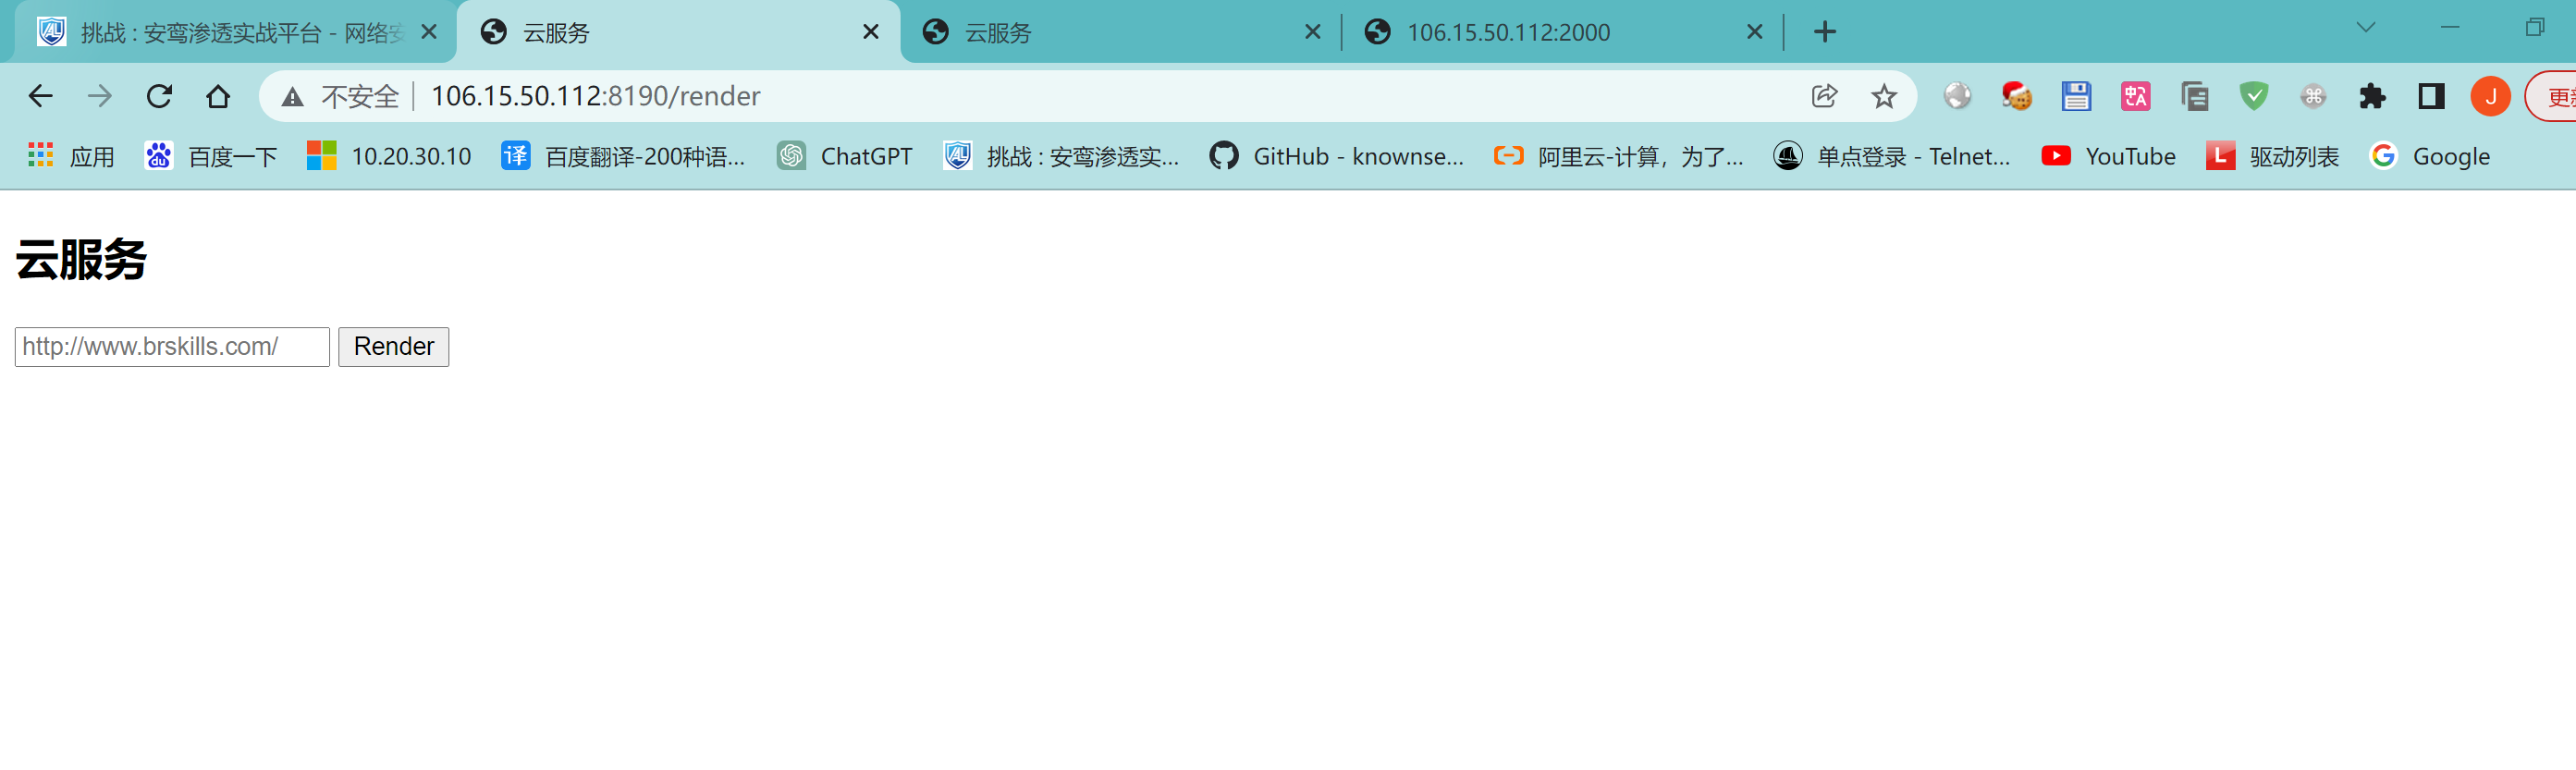 挑战 : 安鸾渗透实战平台 - 网络安
云服务
云服务
106.15.50.112:2000
不安全 106.15.50.112:8190/render
中 A
J
更新
应用
du 百度一下
10.20.30.10
译 百度翻译-200种语...
ChatGPT
挑战 : 安鸾渗透实...
GitHub - knownse...
阿里云-计算，为了...
单点登录 - Telnet...
YouTube
L 驱动列表
G Google
云服务
http://www.brskills.com/ Render